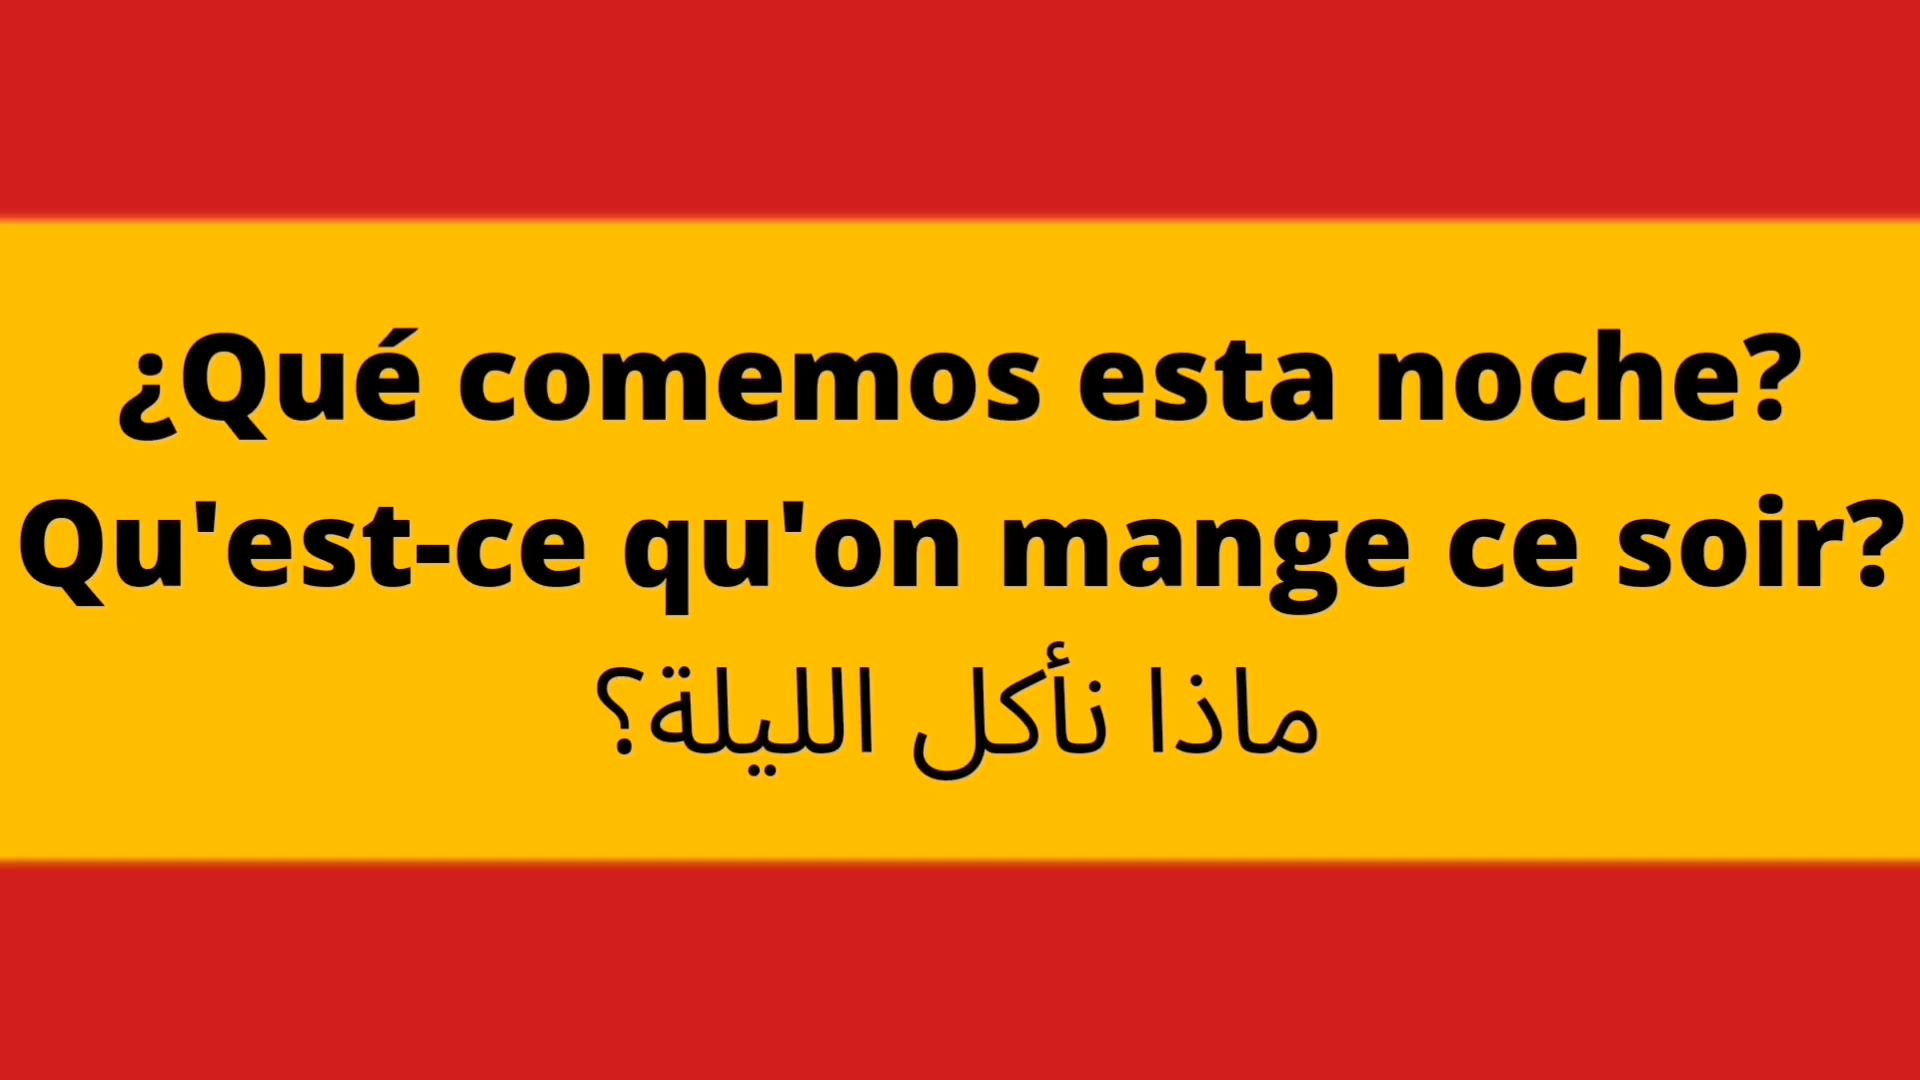 ¿Qué comemos esta noche?
Qu'est-ce qu'on mange ce soir?
ماذا نأكل الليلة؟